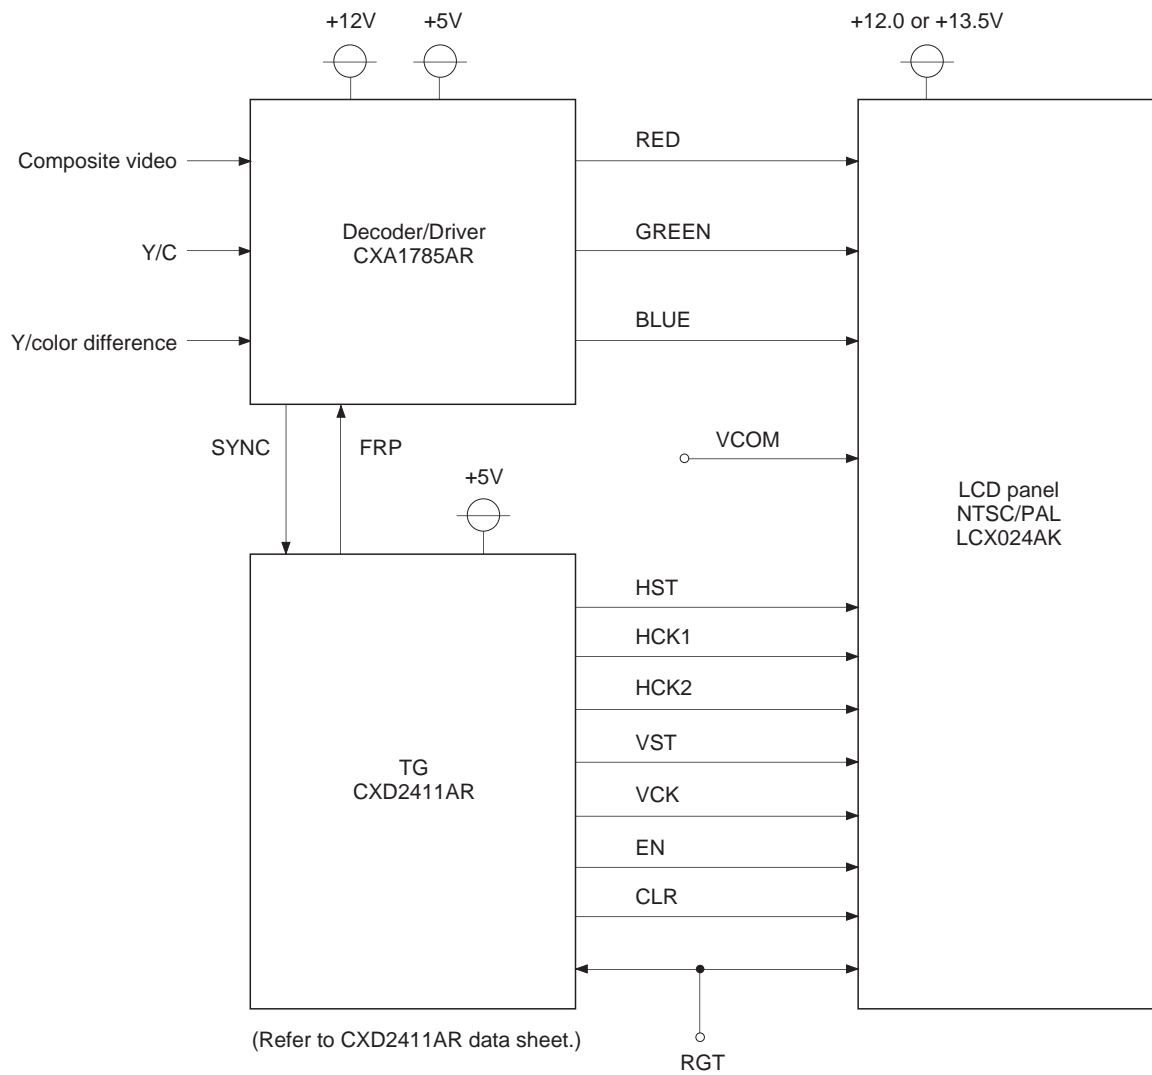 +12V
+5V
+12.0 or +13.5V
Composite video
Y/C
Y/color difference
Decoder/Driver
CXA1785AR
RED
GREEN
BLUE
SYNC
FRP
VCOM
+5V
LCD panel
NTSC/PAL
LCX024AK
TG
CXD2411AR
HST
HCK1
HCK2
VST
VCK
EN
CLR
(Refer to CXD2411AR data sheet.)
RGT